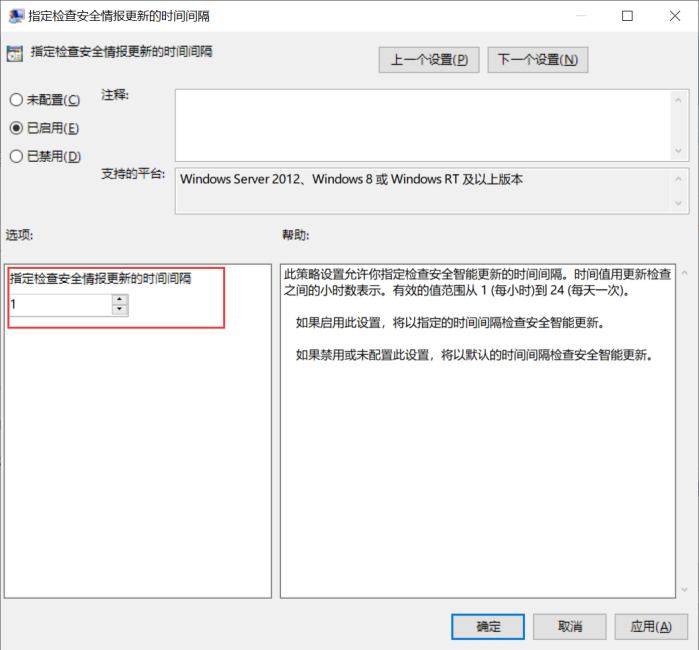 指定检查安全情报更新的时间间隔
指定检查安全情报更新的时间间隔
上一个设置(P)
下一个设置(N)
未配置(C)
已启用(E)
已禁用(D)
注释:
支持的平台:
Windows Server 2012、Windows 8 或 Windows RT 及以上版本
选项:
帮助:
指定检查安全情报更新的时间间隔
1
此策略设置允许你指定检查安全智能更新的时间间隔。时间值用更新检查
之间的小时数表示。有效的值范围从 1 (每小时)到 24 (每天一次)。
如果启用此设置，将以指定的时间间隔检查安全智能更新。
如果禁用或未配置此设置，将以默认的时间间隔检查安全智能更新。
确定
取消
应用(A)